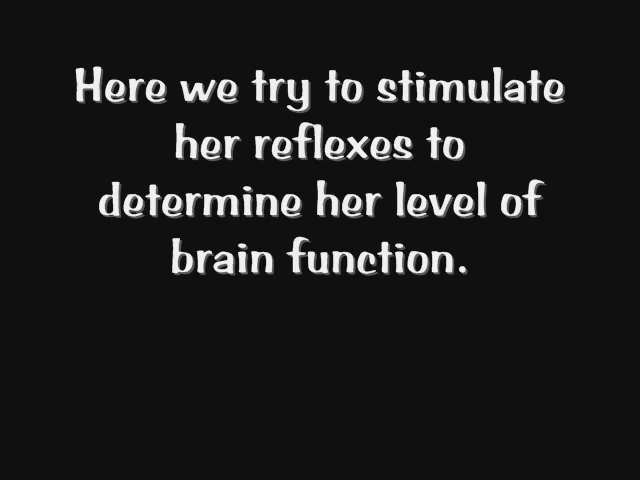 Here we try to stimulate
her reflexes to
determine her level of
brain function.